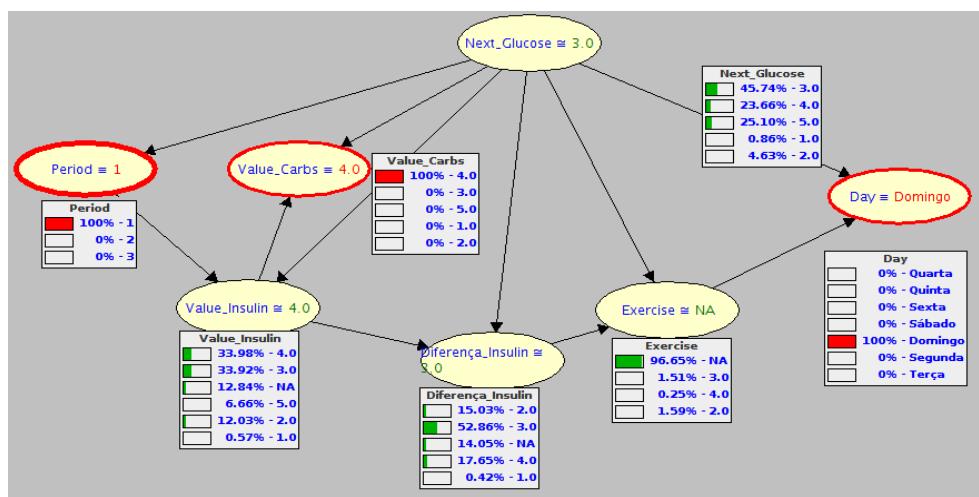 Next_Glucose ≅ 3.0
Next_Glucose
45.74% - 3.0
23.66% - 4.0
25.10% - 5.0
0.86% - 1.0
4.63% - 2.0
Period ≡ 1
Period
100% - 1
0% - 2
0% - 3
Value_Carbs ≡ 4.0
Value_Carbs
100% - 4.0
0% - 3.0
0% - 5.0
0% - 1.0
0% - 2.0
Day ≡ Domingo
Day
0% - Quarta
0% - Quinta
0% - Sexta
0% - Sábado
100% - Domingo
0% - Segunda
0% - Terça
Value_Insulin ≅ 4.0
Value_Insulin
33.98% - 4.0
33.92% - 3.0
12.84% - NA
6.66% - 5.0
12.03% - 2.0
0.57% - 1.0
Diferença_Insulin ≅
3.0
Diferença_Insulin
15.03% - 2.0
52.86% - 3.0
14.05% - NA
17.65% - 4.0
0.42% - 1.0
Exercise ≅ NA
Exercise
96.65% - NA
1.51% - 3.0
0.25% - 4.0
1.59% - 2.0